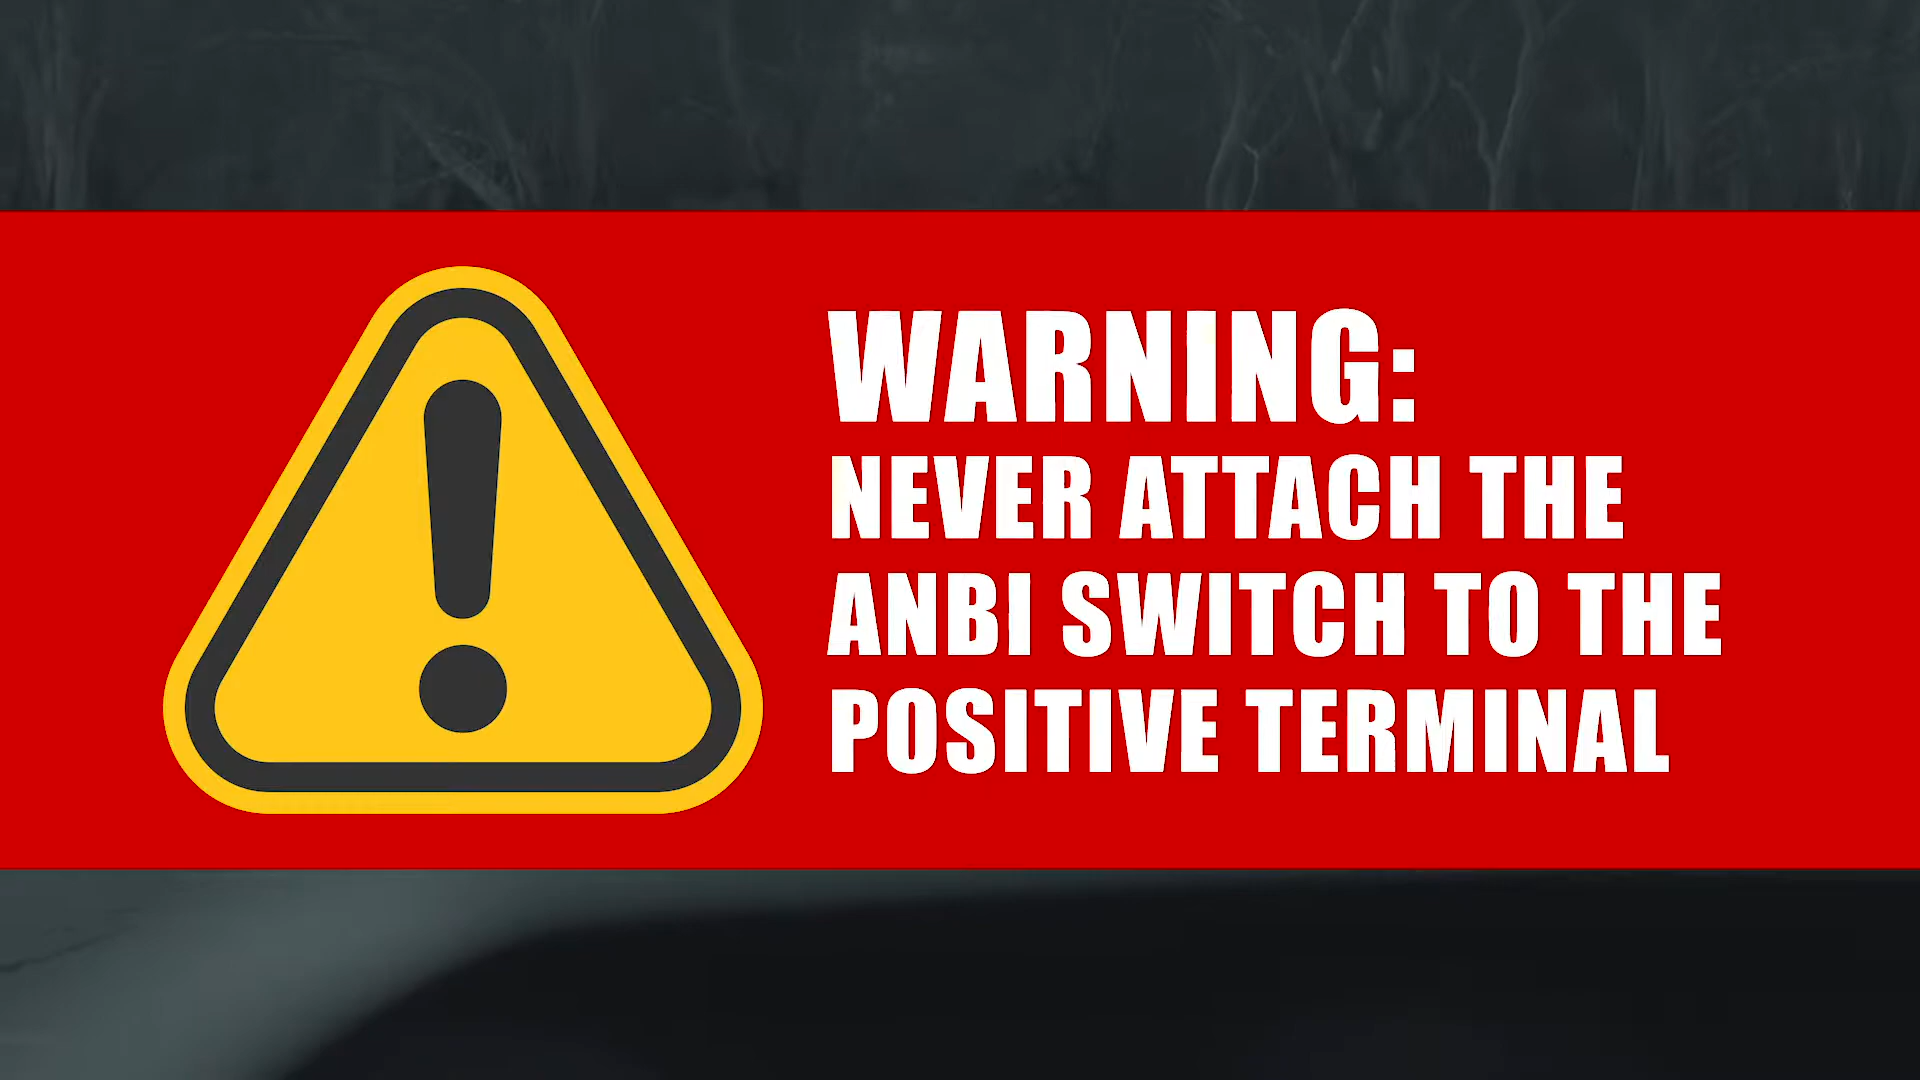 WARNING:
NEVER ATTACH THE
ANBI SWITCH TO THE
POSITIVE TERMINAL